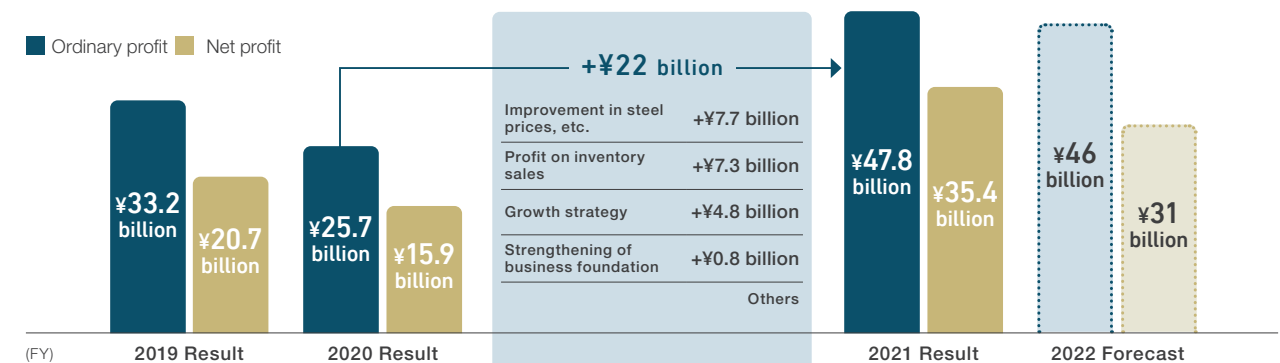 Ordinary profit Net profit
+¥22 billion
Improvement in steel
prices, etc.
+¥7.7 billion
Profit on inventory
sales
+¥7.3 billion
Growth strategy
+¥4.8 billion
Strengthening of
business foundation
+¥0.8 billion
Others
¥33.2
billion
¥20.7
billion
¥25.7
billion
¥15.9
billion
¥47.8
billion
¥35.4
billion
¥46
billion
¥31
billion
(FY) 2019 Result 2020 Result 2021 Result 2022 Forecast